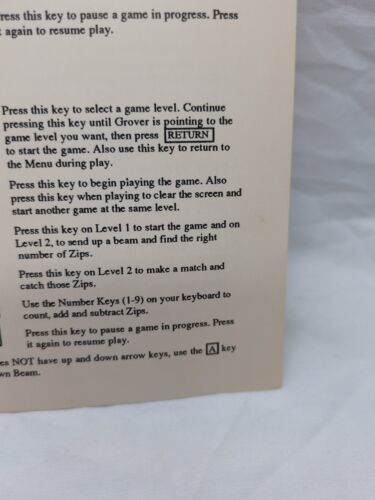 Press this key to pause a game in progress. Press
again to resume play.
Press this key to select a game level. Continue
pressing this key until Grover is pointing to the
game level you want, then press RETURN
to start the game. Also use this key to return to
the Menu during play.
Press this key to begin playing the game. Also
press this key when playing to clear the screen and
start another game at the same level.
Press this key on Level 1 to start the game and on
Level 2, to send up a beam and find the right
number of Zips.
Press this key on Level 2 to make a match and
catch those Zips.
Use the Number Keys (1-9) on your keyboard to
count, add and subtract Zips.
Press this key to pause a game in progress. Press
it again to resume play.
es NOT have up and down arrow keys, use the A key
wn Beam.